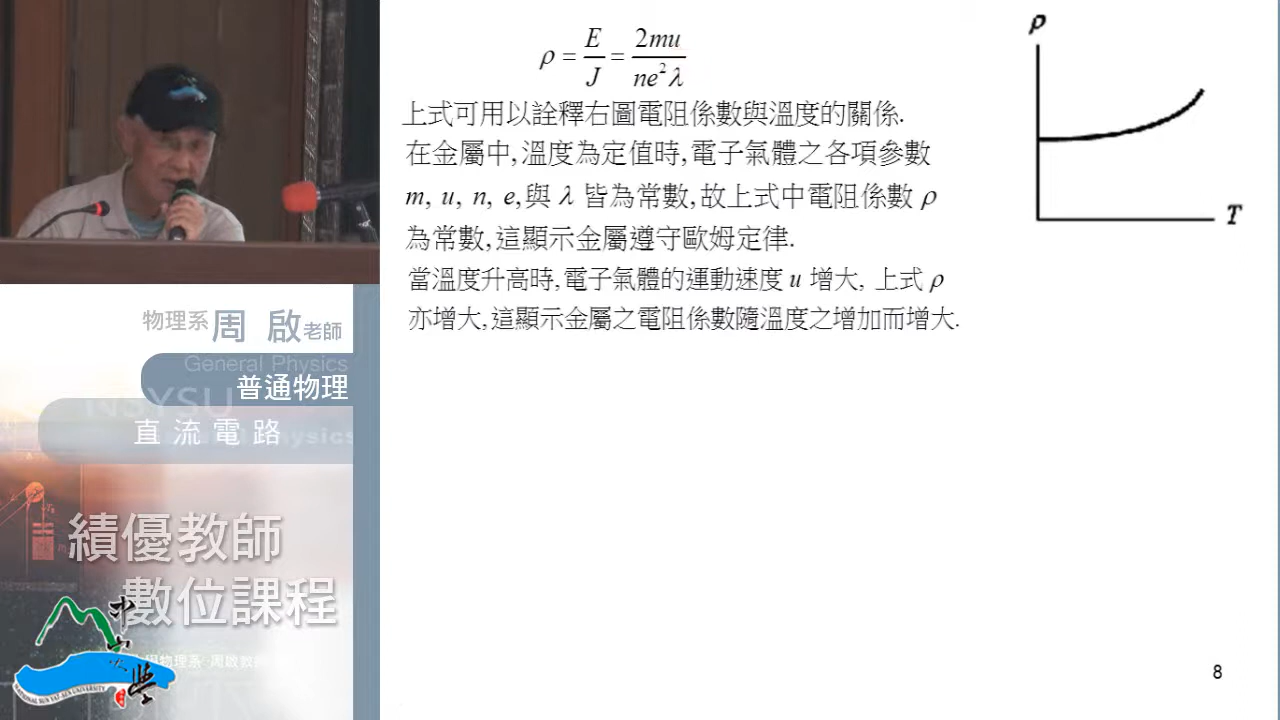 ρ = E/J = 2mu/ne²λ
上式可用以詮釋右圖電阻係數與溫度的關係.
在金屬中,溫度為定值時,電子氣體之各項參數
m, u, n, e,與 λ 皆為常數,故上式中電阻係數 ρ
為常數,這顯示金屬遵守歐姆定律.
當溫度升高時,電子氣體的運動速度 u 增大, 上式 ρ
亦增大,這顯示金屬之電阻係數隨溫度之增加而增大.
ρ
T
物理系 周 啟 老師
General Physics
普通物理
NSYSU
直流電路
績優教師
數位課程
NATIONAL SUN YAT-SEN UNIVERSITY
8